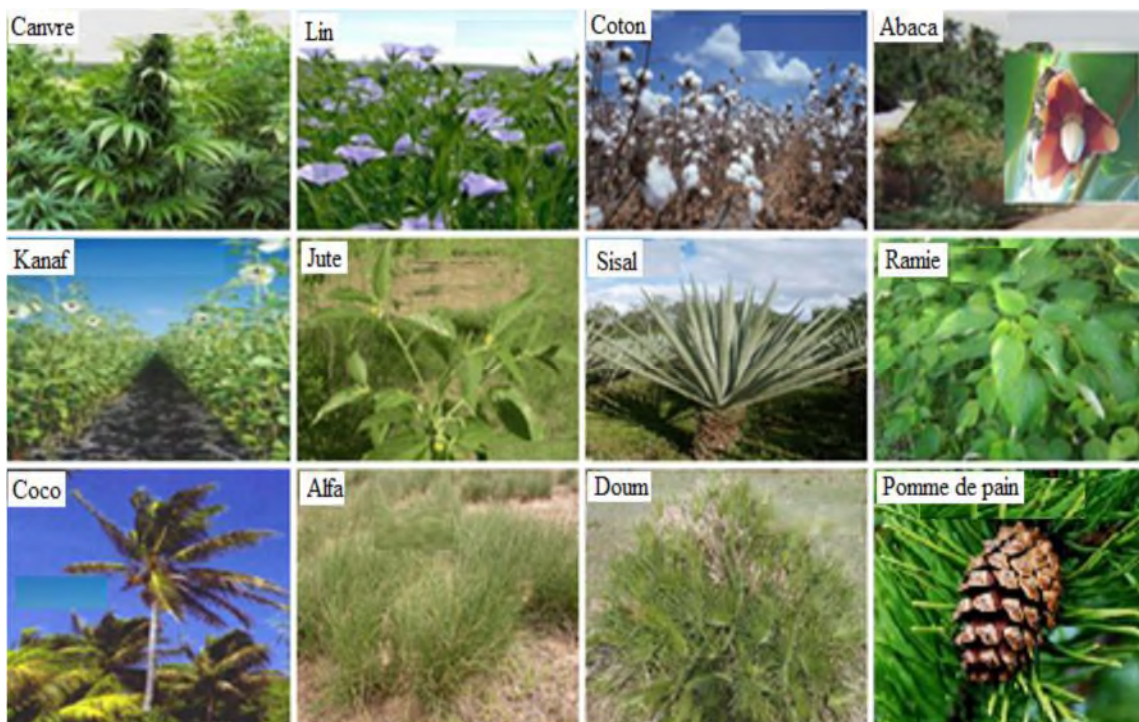 Canvre
Lin
Coton
Abaca
Kanaf
Jute
Sisal
Ramie
Coco
Alfa
Doum
Pomme de pain